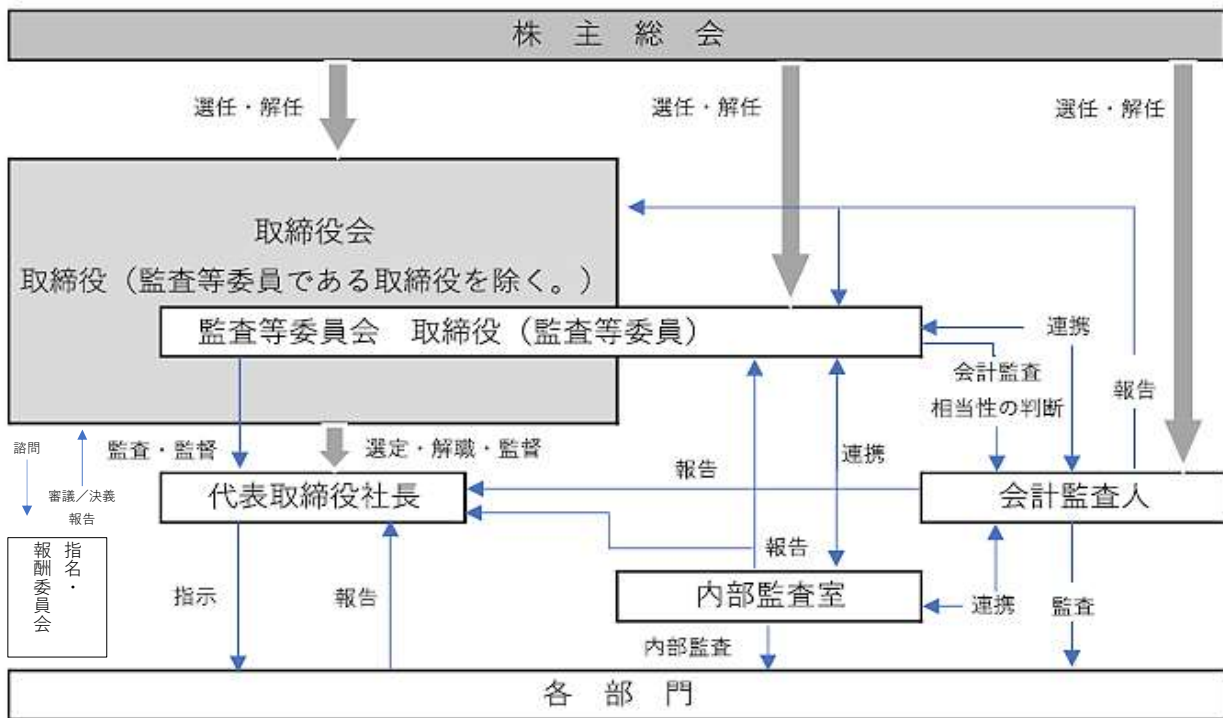 株 主 総 会
選任・解任
選任・解任
選任・解任
取締役会
取締役（監査等委員である取締役を除く。）
監査等委員会 取締役（監査等委員）
連携
会計監査
相当性の判断
報告
諮問
審議／決義
報告
監査・監督
選定・解職・監督
報告
連携
代表取締役社長
会計監査人
指名・
報酬委員会
指示
報告
報告
内部監査室
連携
監査
内部監査
各 部 門